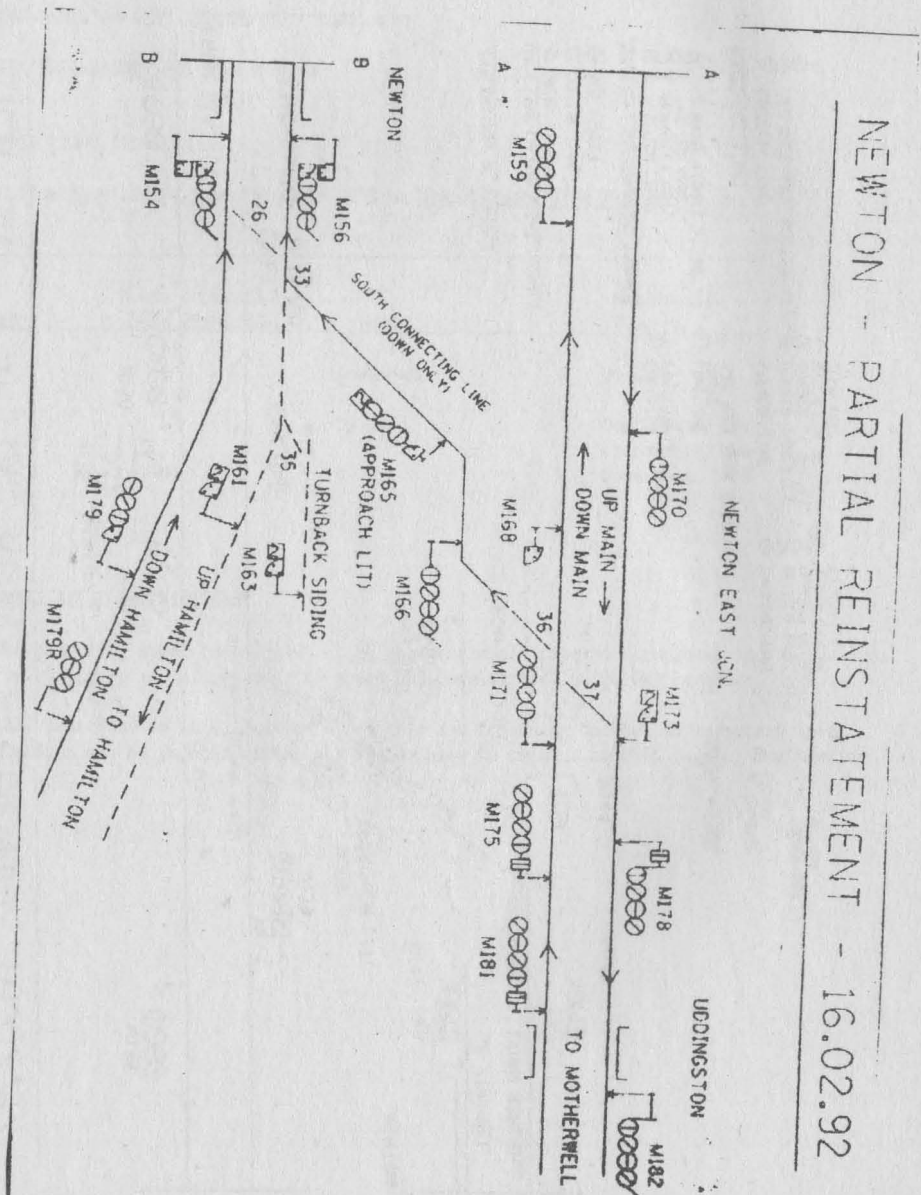 NEWTON - PARTIAL REINSTATEMENT - 16.02.92
A
A
B
B
NEWTON
NEWTON EAST JCN.
UDDINGSTON
M170
M173
M178
M182
UP MAIN →
← DOWN MAIN
TO MOTHERWELL
M159
M168
37
36
M171
M175
M181
M166
M165
(APPROACH LIT)
SOUTH CONNECTING LINE
(DOWN ONLY)
M156
33
26
M154
35
TURNBACK SIDING
M163
M161
UP HAMILTON →
TO HAMILTON
← DOWN HAMILTON
M179
M179R